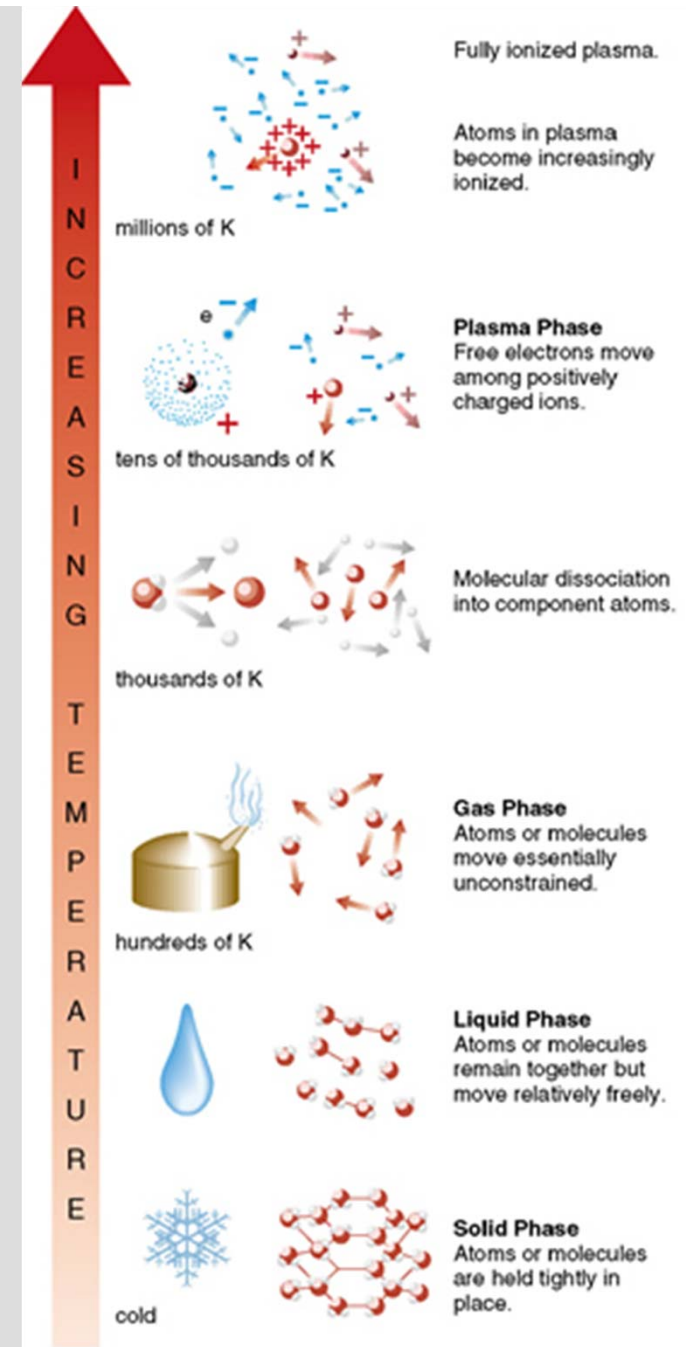 INCREASING TEMPERATURE
Fully ionized plasma.
Atoms in plasma
become increasingly
ionized.
millions of K
e
Plasma Phase
Free electrons move
among positively
charged ions.
tens of thousands of K
Molecular dissociation
into component atoms.
thousands of K
Gas Phase
Atoms or molecules
move essentially
unconstrained.
hundreds of K
Liquid Phase
Atoms or molecules
remain together but
move relatively freely.
Solid Phase
Atoms or molecules
are held tightly in
place.
cold